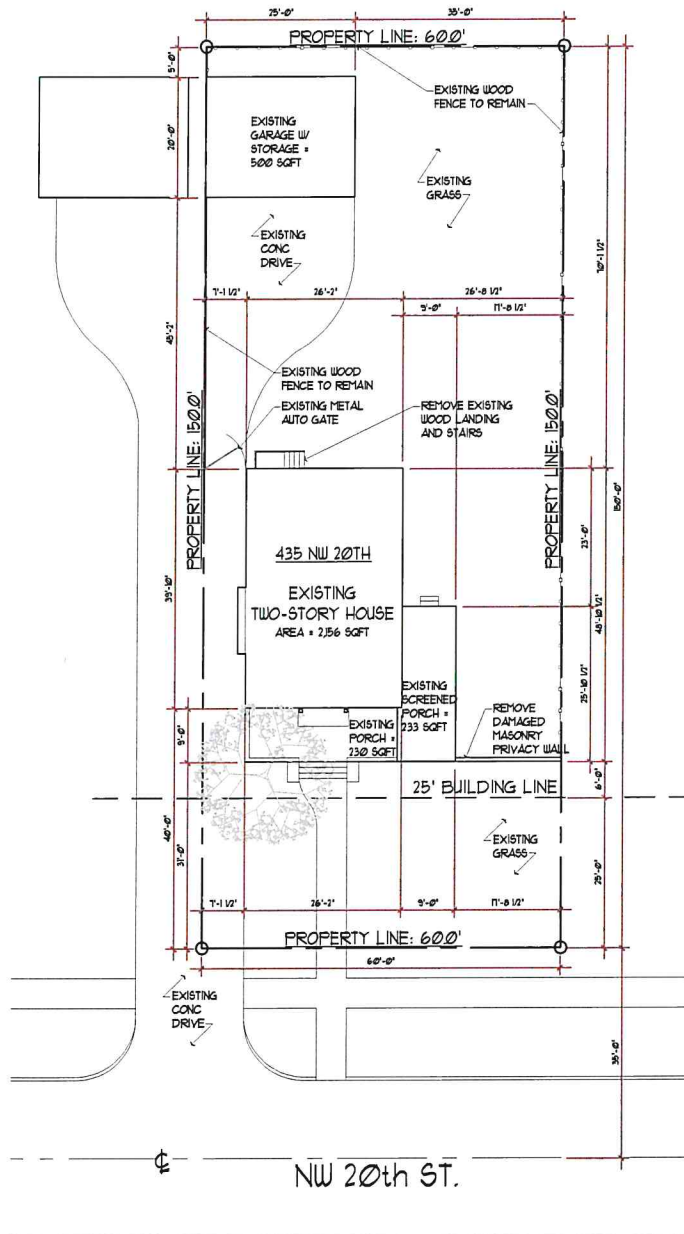 25'-0"
35'-0"
PROPERTY LINE: 60.0'
5'-0"
EXISTING WOOD
FENCE TO REMAIN
20'-0"
EXISTING
GARAGE W/
STORAGE =
500 SQFT
EXISTING
GRASS
EXISTING
CONC
DRIVE
70'-1 1/2"
7'-1 1/2"
26'-2"
26'-8 1/2"
9'-0"
17'-8 1/2"
45'-2"
EXISTING WOOD
FENCE TO REMAIN
EXISTING METAL
AUTO GATE
REMOVE EXISTING
WOOD LANDING
AND STAIRS
PROPERTY LINE: 150.0'
PROPERTY LINE: 150.0'
150'-0"
435 NW 20TH
EXISTING
TWO-STORY HOUSE
AREA = 2,156 SQFT
23'-0"
48'-10 1/2"
39'-10"
25'-10 1/2"
EXISTING
SCREENED
PORCH =
233 SQFT
EXISTING
PORCH =
230 SQFT
REMOVE
DAMAGED
MASONRY
PRIVACY WALL
9'-0"
25' BUILDING LINE
6'-0"
40'-0"
31'-0"
EXISTING
GRASS
25'-0"
7'-1 1/2"
26'-2"
9'-0"
17'-8 1/2"
PROPERTY LINE: 60.0'
60'-0"
EXISTING
CONC
DRIVE
35'-0"
℄
NW 20th ST.